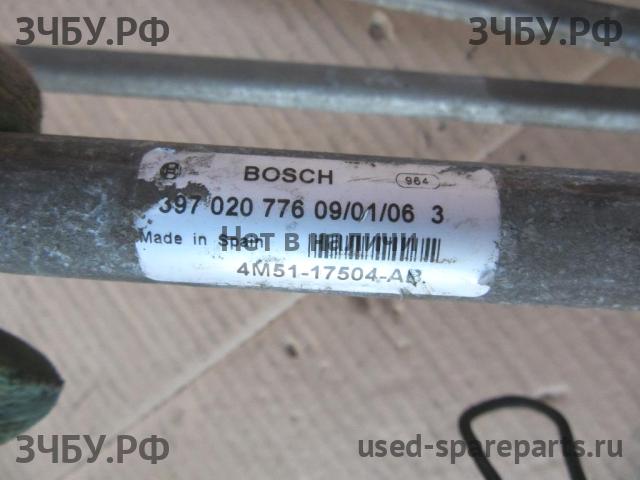 ЗЧБУ.РФ ЗЧБУ.РФ
BOSCH 964
397 020 776 09/01/06 3
Made in Spain
Нет в наличии
4M51-17504-AB
ЗЧБУ.РФ used-spareparts.ru